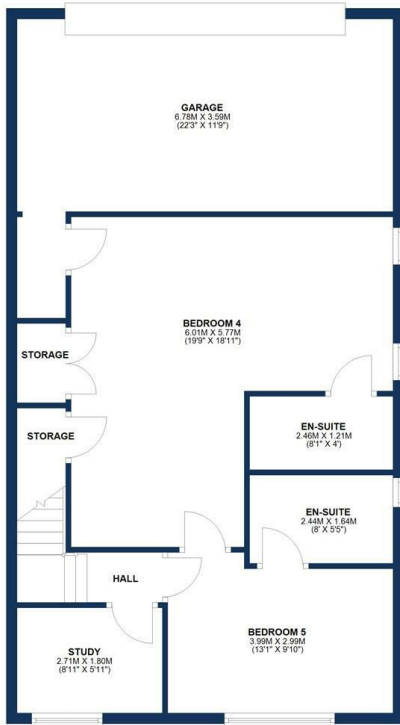 GARAGE
6.78M X 3.59M
(22'3" X 11'9")
BEDROOM 4
6.01M X 5.77M
(19'9" X 18'11")
STORAGE
STORAGE
EN-SUITE
2.46M X 1.21M
(8'1" X 4')
EN-SUITE
2.44M X 1.64M
(8' X 5'5")
HALL
BEDROOM 5
3.99M X 2.99M
(13'1" X 9'10")
STUDY
2.71M X 1.80M
(8'11" X 5'11")